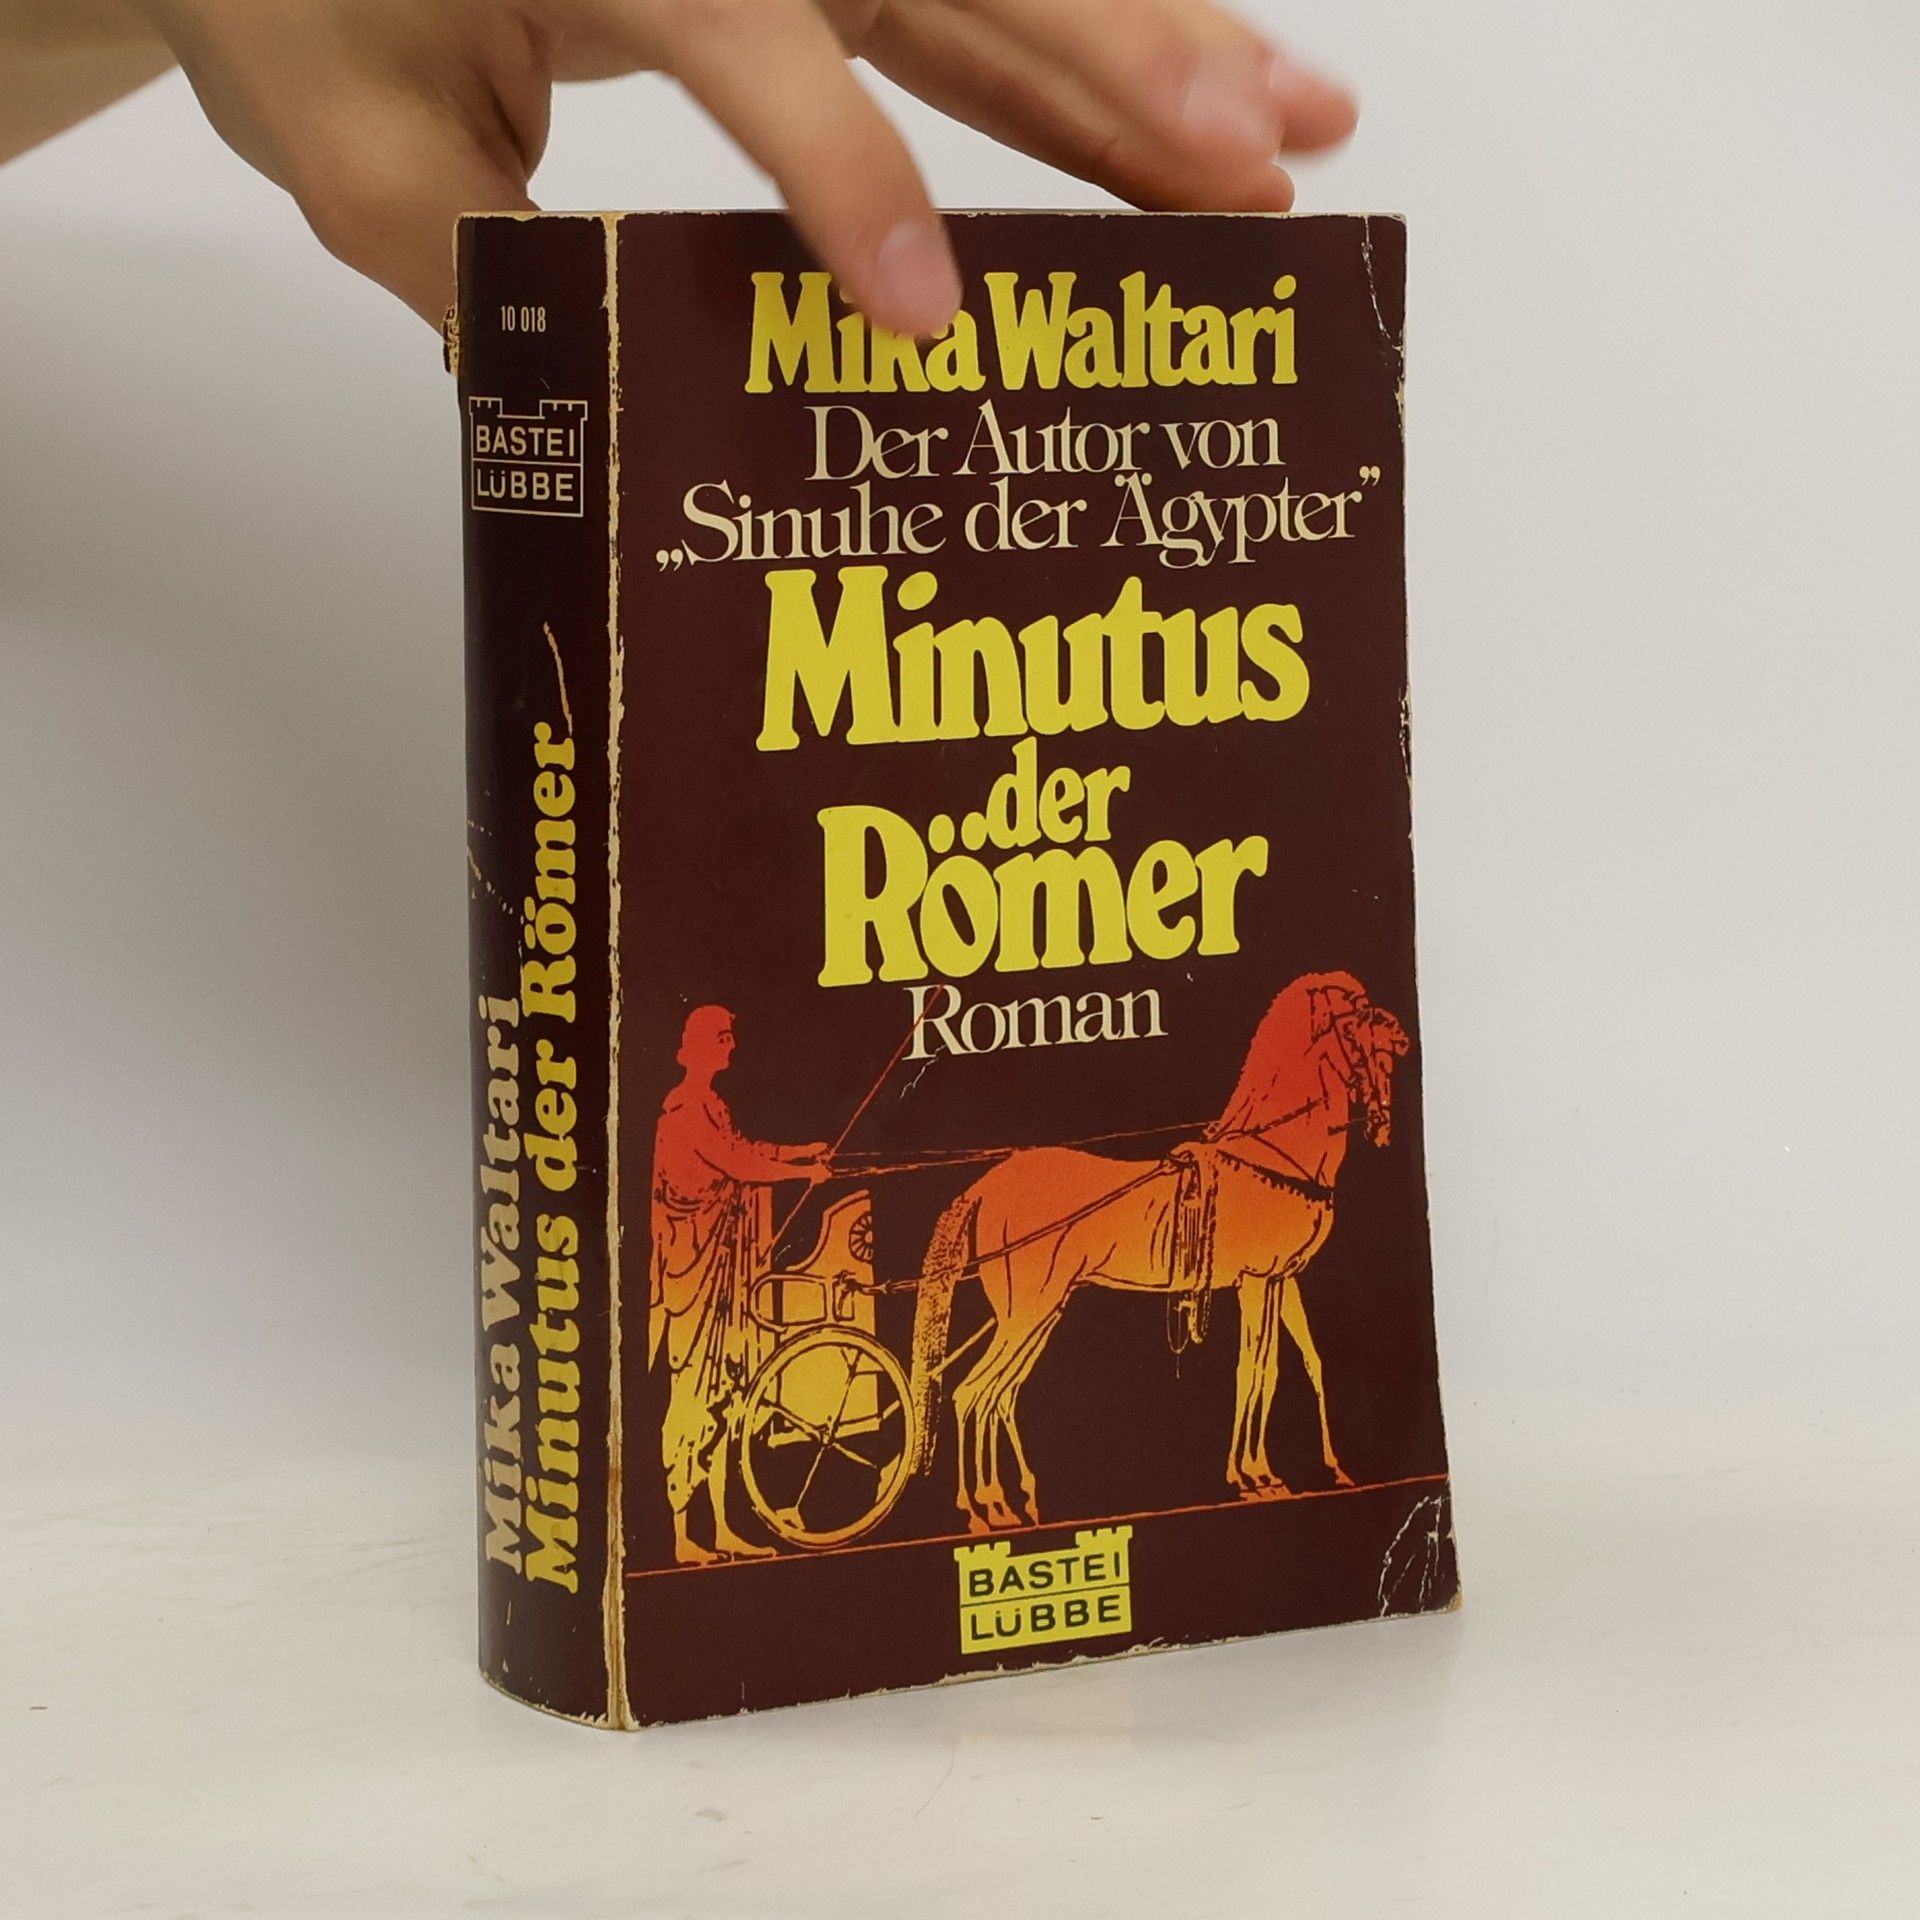 Mika Waltari
Der Autor von
„Sinuhe der Ägypter”
Minutus
der
Römer
Roman
BASTEI
LÜBBE
10 018
BASTEI
LÜBBE
Mika Waltari
Minutus der Römer